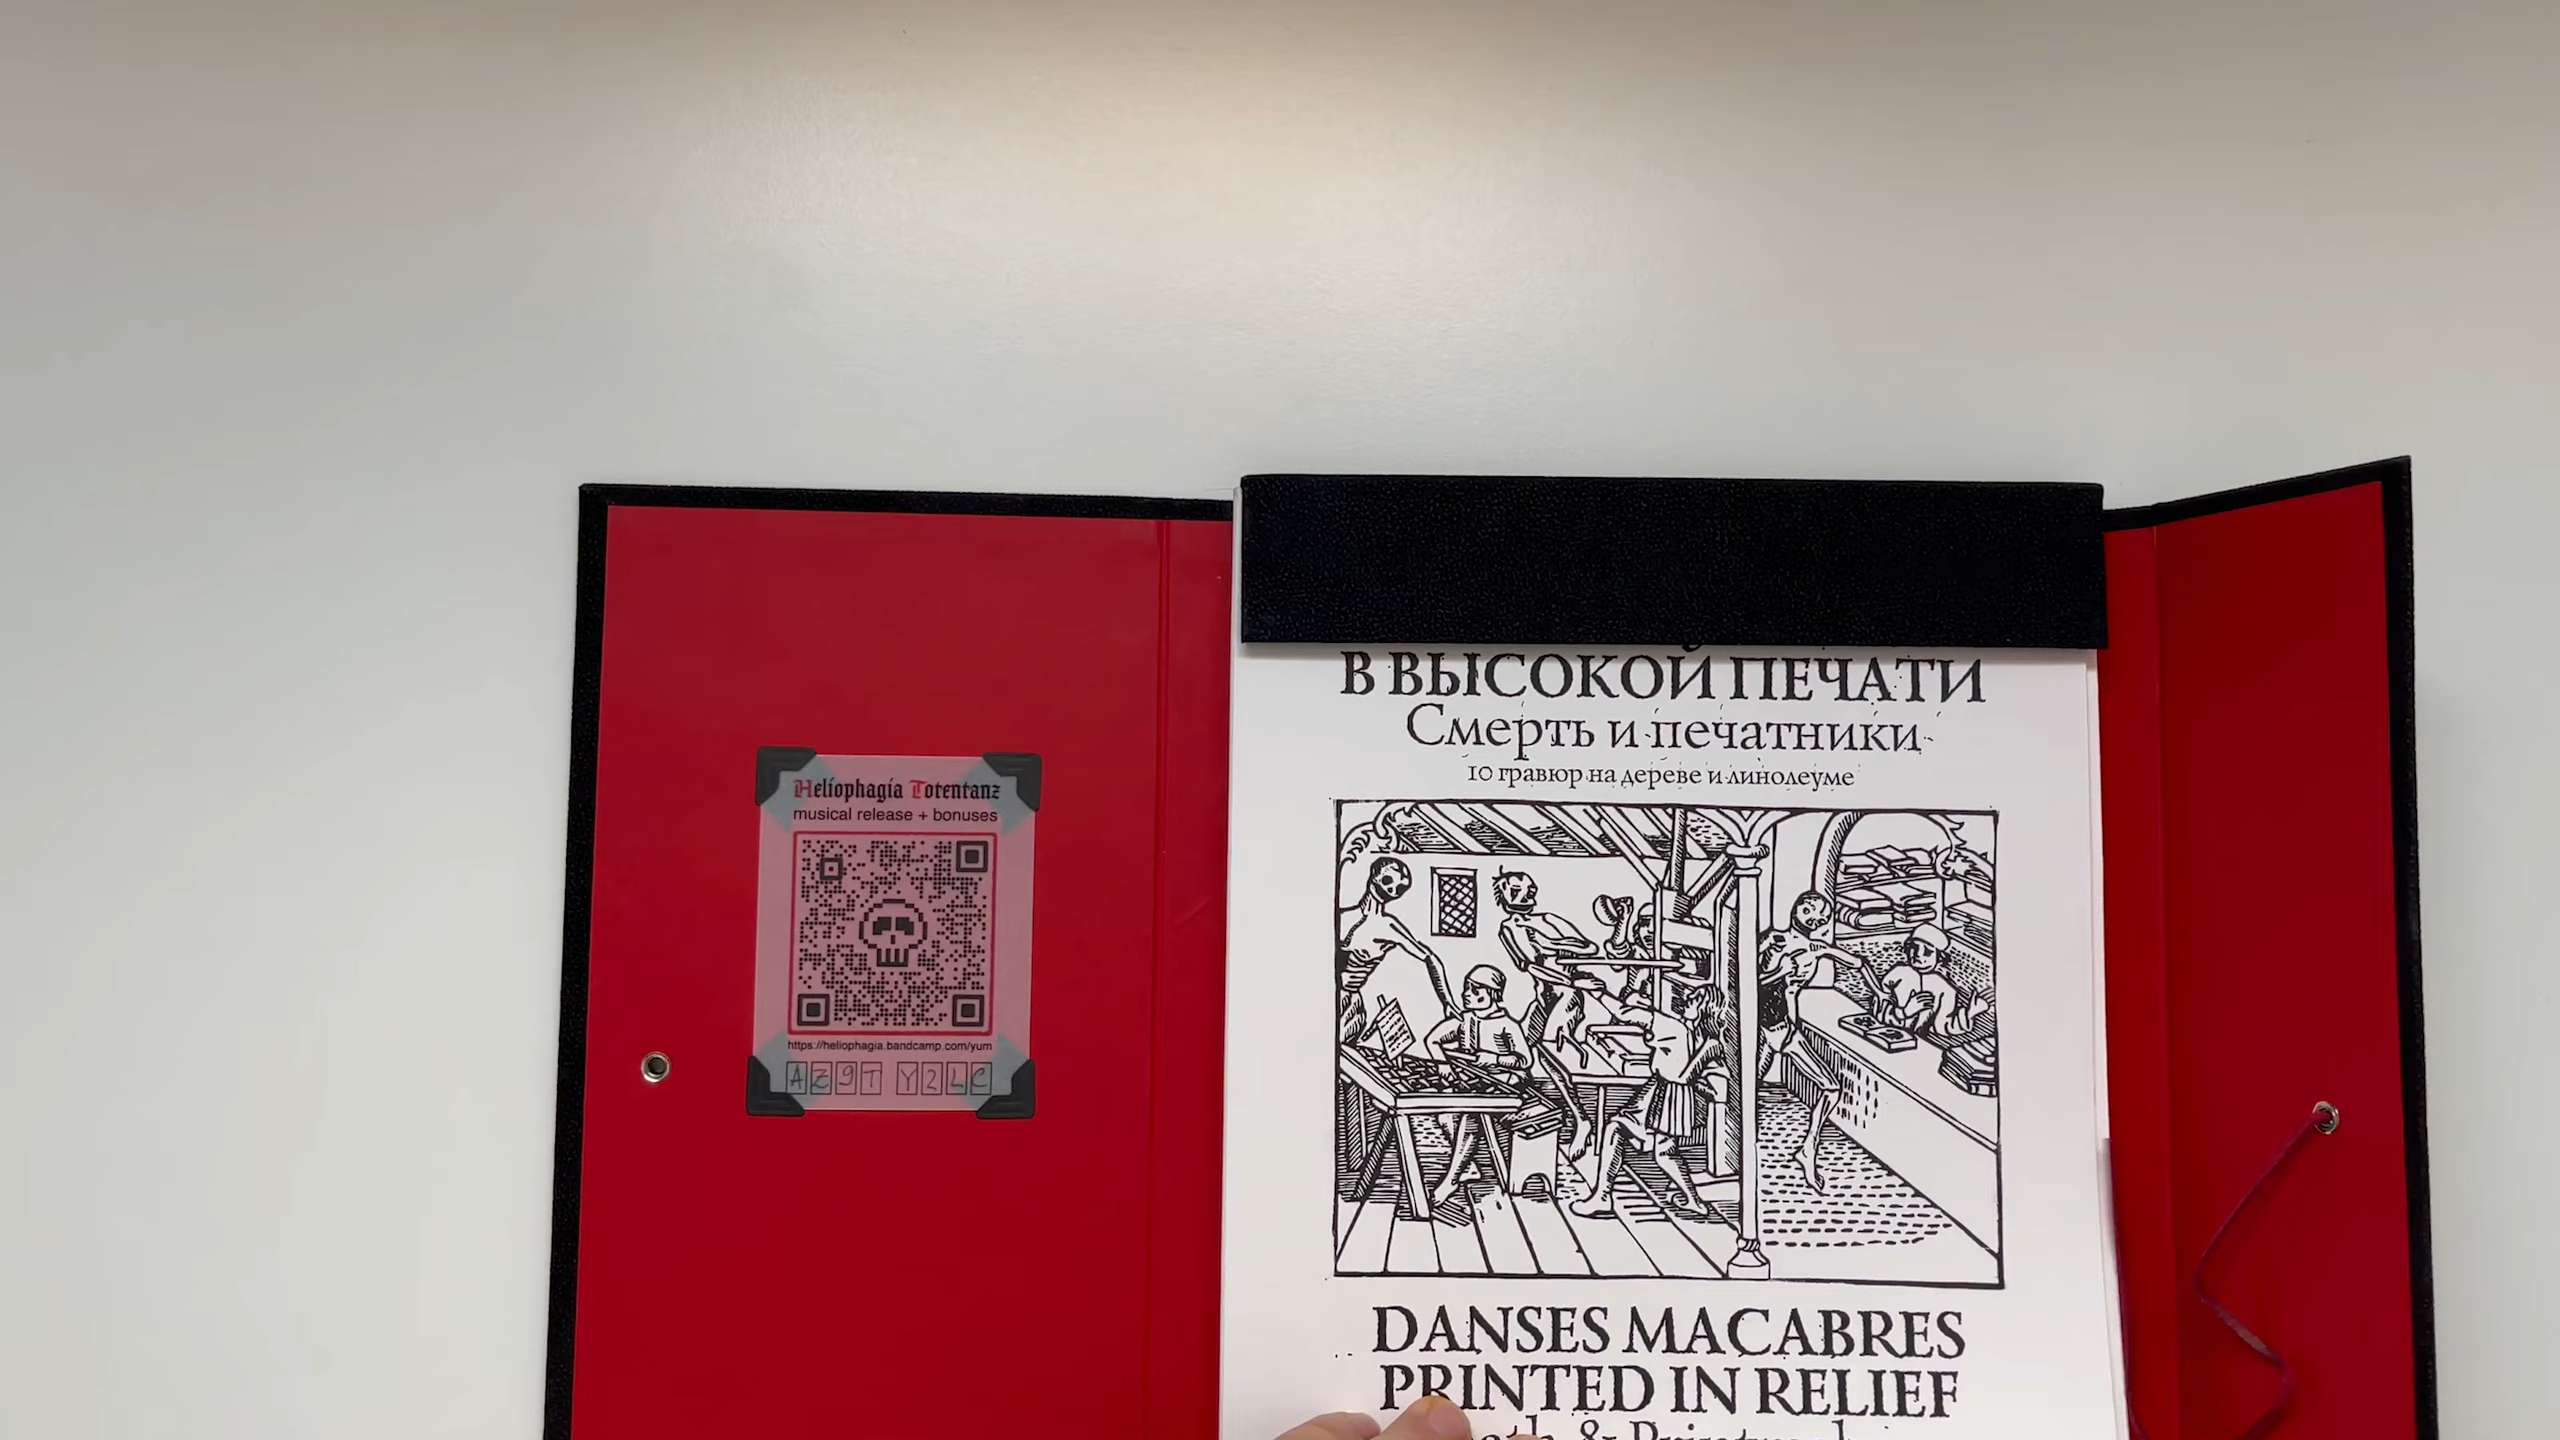 Heliophagia Totentanz
musical release + bonuses
https://heliophagia.bandcamp.com/yum
AZ9T Y2LC
В ВЫСОКОЙ ПЕЧАТИ
Смерть и печатники
10 гравюр на дереве и линолеуме
DANSES MACABRES
PRINTED IN RELIEF
&